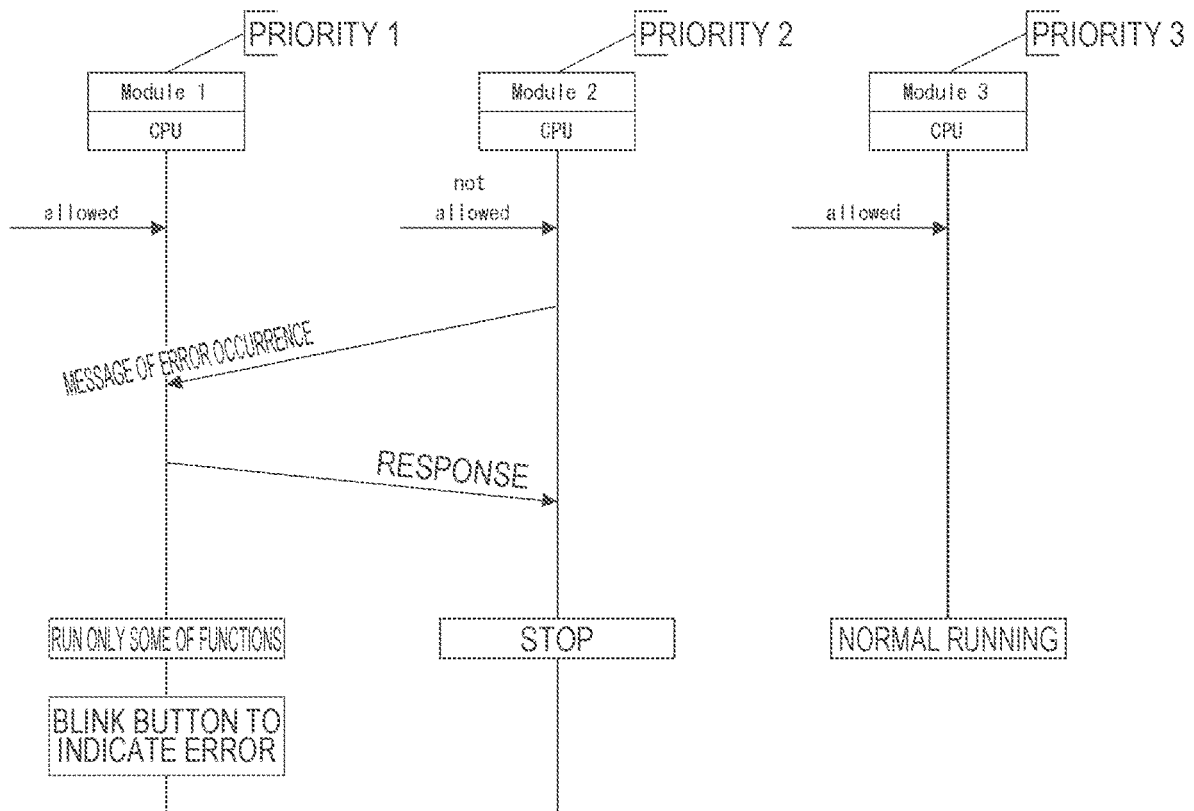 PRIORITY 1
PRIORITY 2
PRIORITY 3
Module 1
CPU
Module 2
CPU
Module 3
CPU
allowed
not
allowed
allowed
MESSAGE OF ERROR OCCURRENCE
RESPONSE
RUN ONLY SOME OF FUNCTIONS
STOP
NORMAL RUNNING
BLINK BUTTON TO
INDICATE ERROR